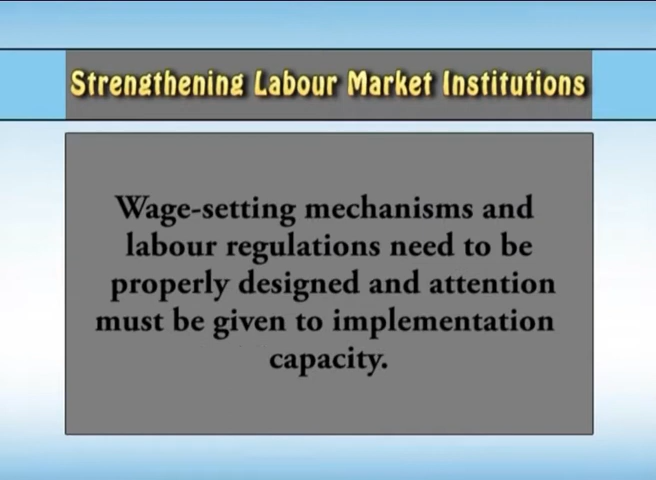 Strengthening Labour Market Institutions
Wage-setting mechanisms and
labour regulations need to be
properly designed and attention
must be given to implementation
capacity.